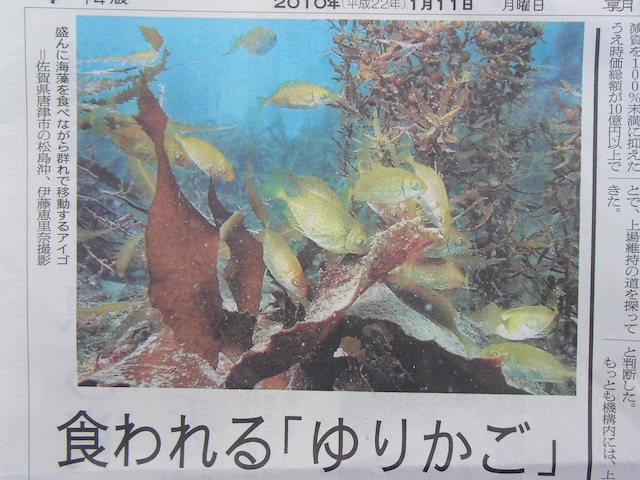 2010年(平成22年)1月11日 月曜日 朝
盛んに海藻を食べながら群れで移動するアイゴ
=佐賀県唐津市の松島沖、伊藤恵里奈撮影
減資を100%未満に抑えた
うえ時価総額が10億円以上で
きた。
とで、上場維持の道を探って
と判断した。
もっとも機構内には、上
食われる「ゆりかご」